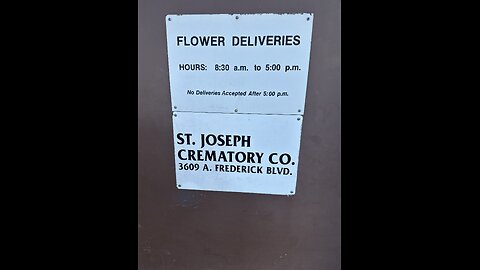 FLOWER DELIVERIES
HOURS: 8:30 a.m. to 5:00 p.m.
No Deliveries Accepted After 5:00 p.m.
ST. JOSEPH
CREMATORY CO.
3609 A. FREDERICK BLVD.